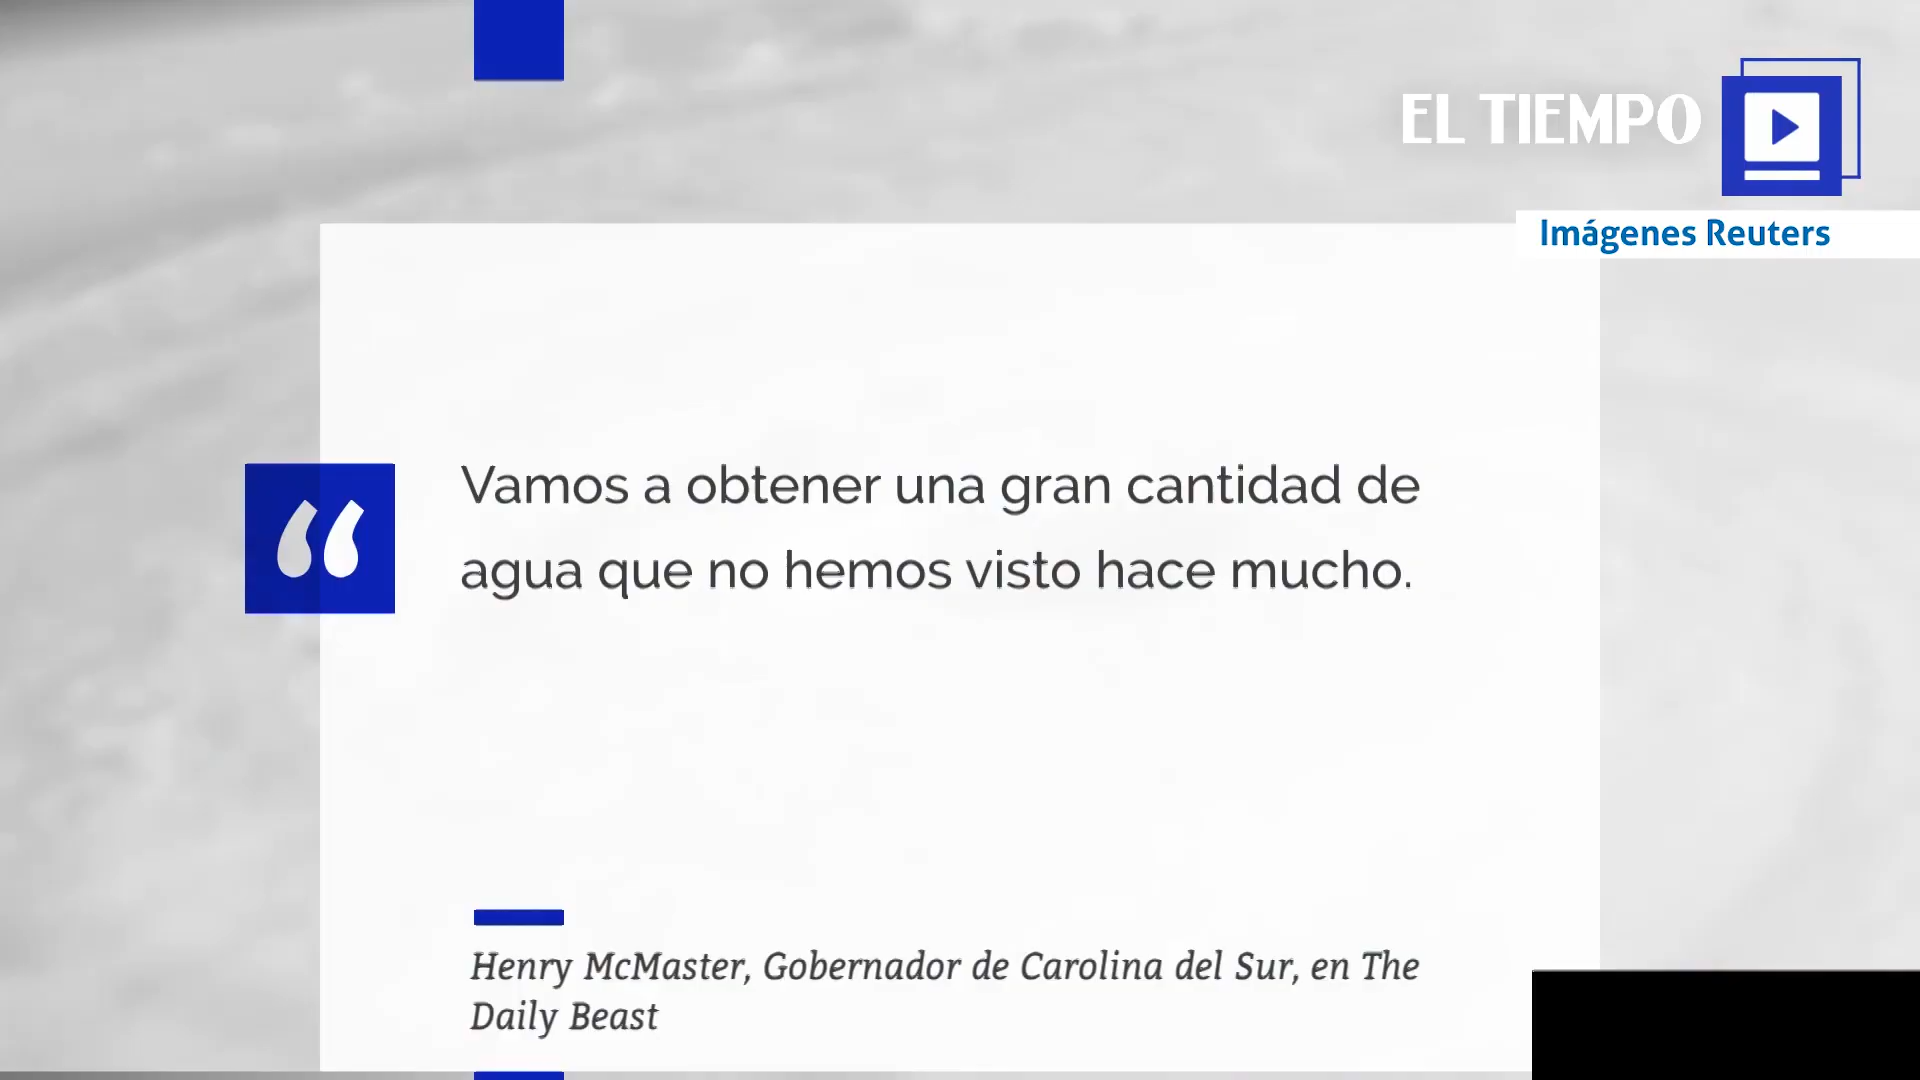 EL TIEMPO
Imágenes Reuters
Vamos a obtener una gran cantidad de
agua que no hemos visto hace mucho.
Henry McMaster, Gobernador de Carolina del Sur, en The
Daily Beast